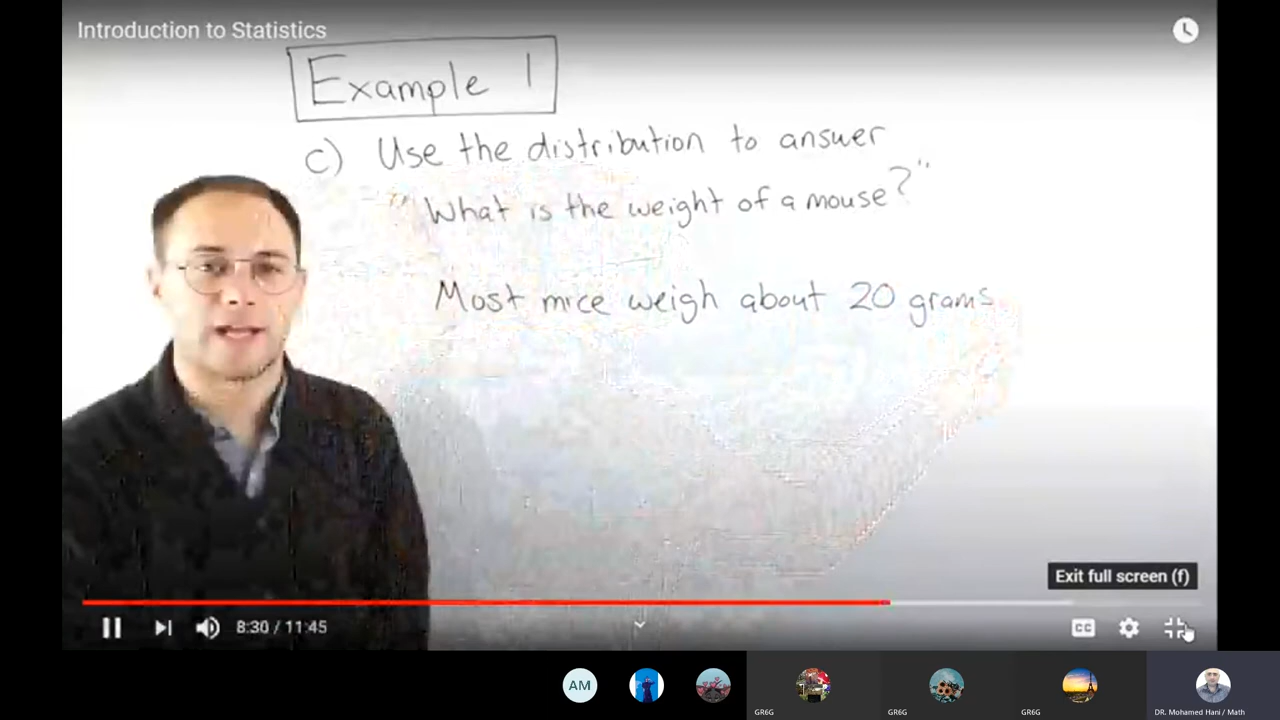 Introduction to Statistics
Example 1
c) Use the distribution to answer
"What is the weight of a mouse?"
Most mice weigh about 20 grams
Exit full screen (f)
8:30 / 11:45
CC
AM
GR6G
GR6G
GR6G
DR. Mohamed Hani / Math